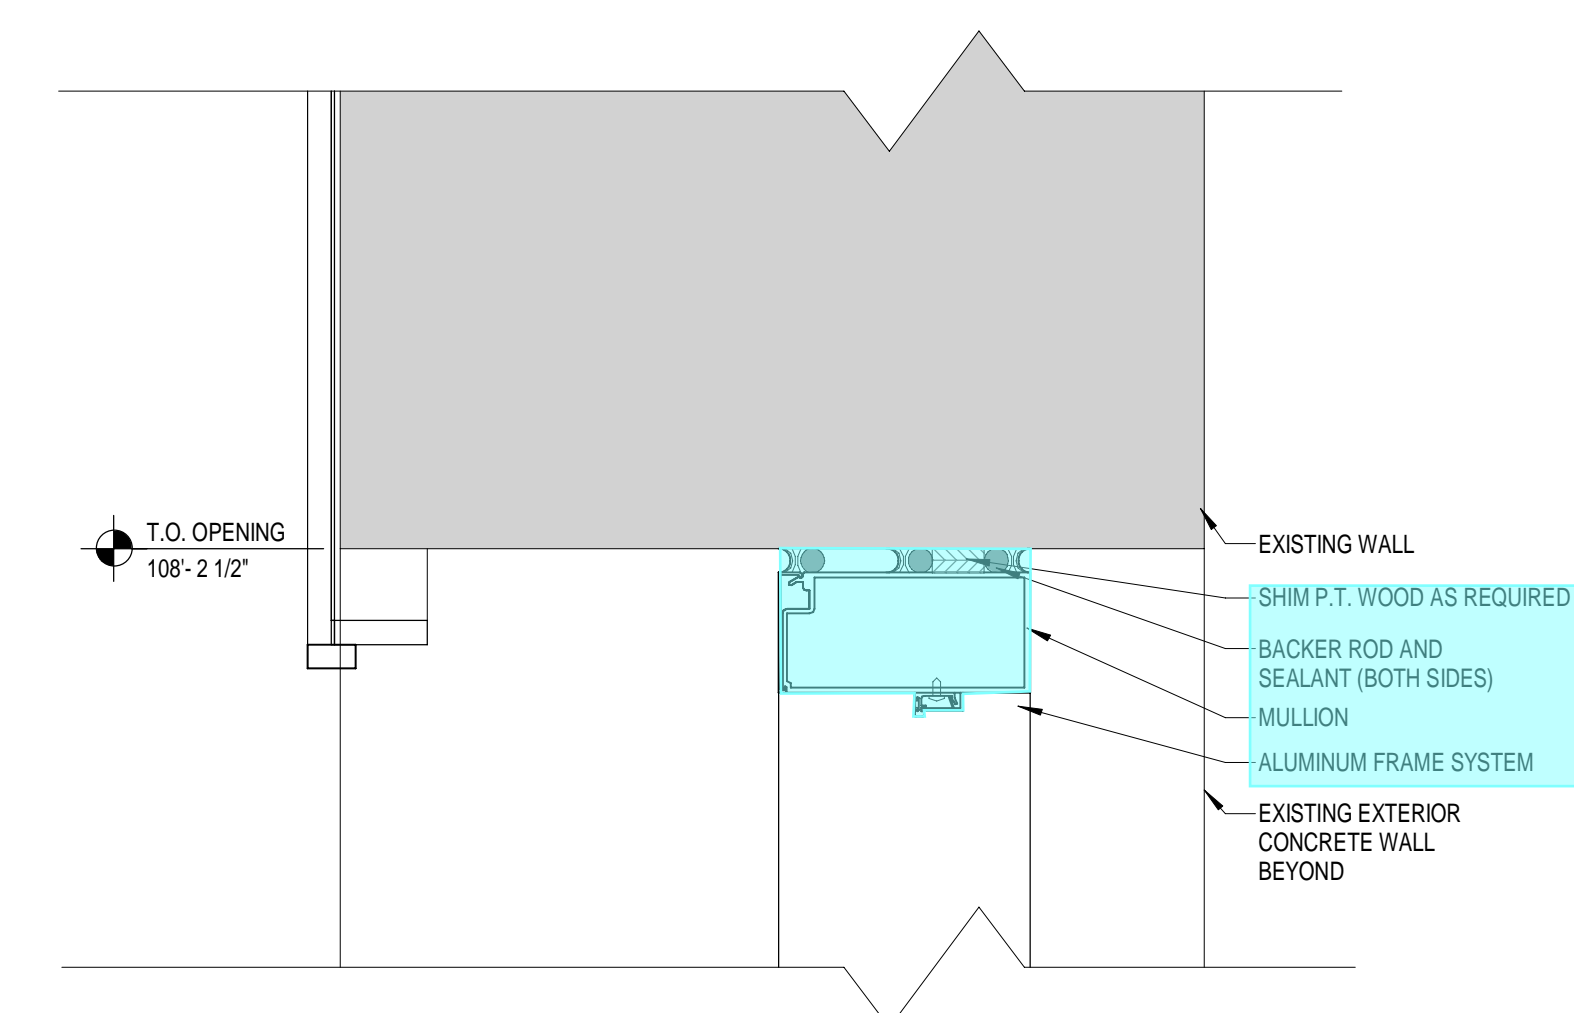 T.O. OPENING
108'- 2 1/2"
EXISTING WALL
SHIM P.T. WOOD AS REQUIRED
BACKER ROD AND
SEALANT (BOTH SIDES)
MULLION
ALUMINUM FRAME SYSTEM
EXISTING EXTERIOR
CONCRETE WALL
BEYOND